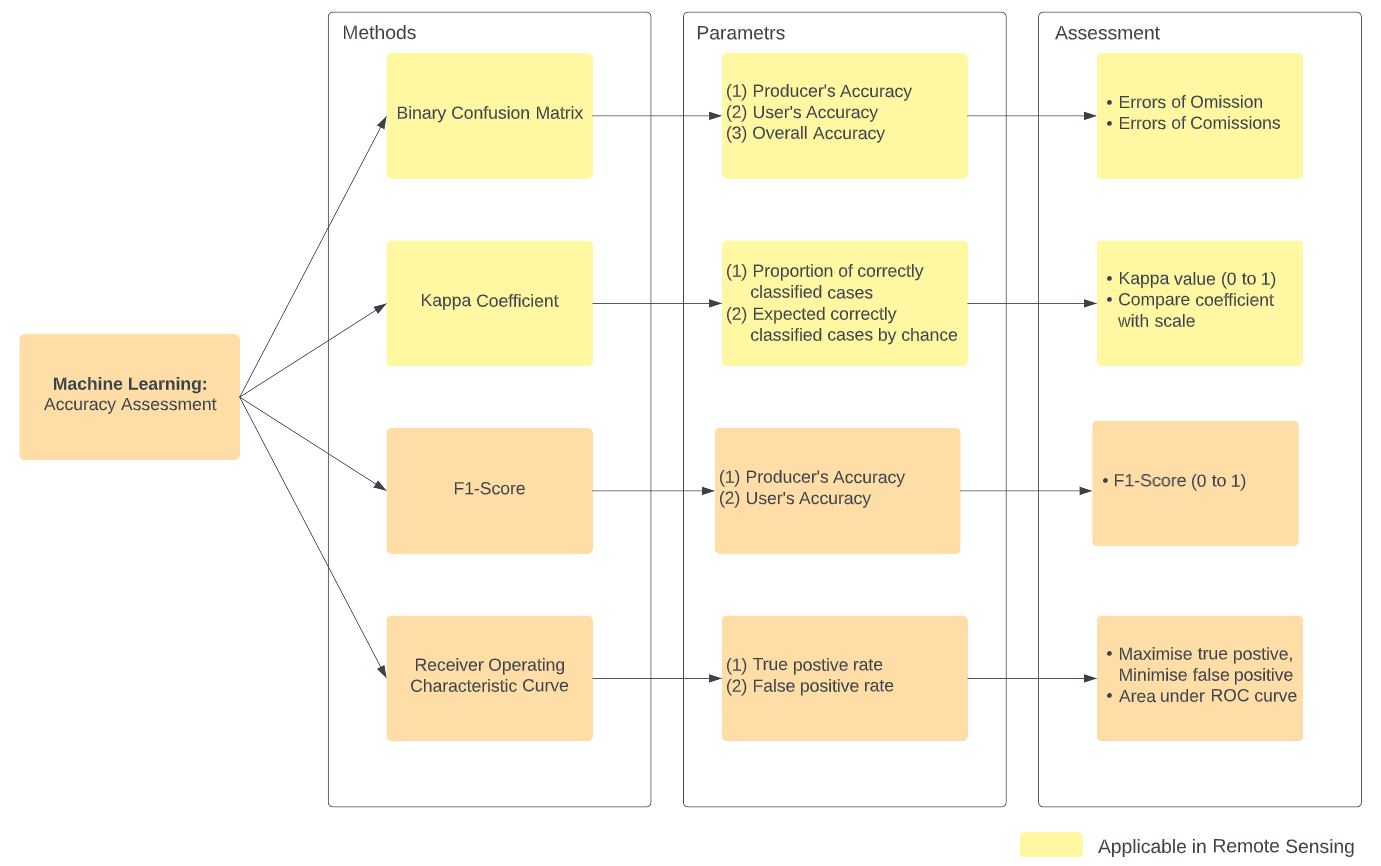 Methods
Parametrs
Assessment
Binary Confusion Matrix
(1) Producer's Accuracy
(2) User's Accuracy
(3) Overall Accuracy
• Errors of Omission
• Errors of Comissions
Kappa Coefficient
(1) Proportion of correctly
classified cases
(2) Expected correctly
classified cases by chance
• Kappa value (0 to 1)
• Compare coefficient
with scale
Machine Learning:
Accuracy Assessment
F1-Score
(1) Producer's Accuracy
(2) User's Accuracy
• F1-Score (0 to 1)
Receiver Operating
Characteristic Curve
(1) True postive rate
(2) False positive rate
• Maximise true postive,
Minimise false positive
• Area under ROC curve
Applicable in Remote Sensing